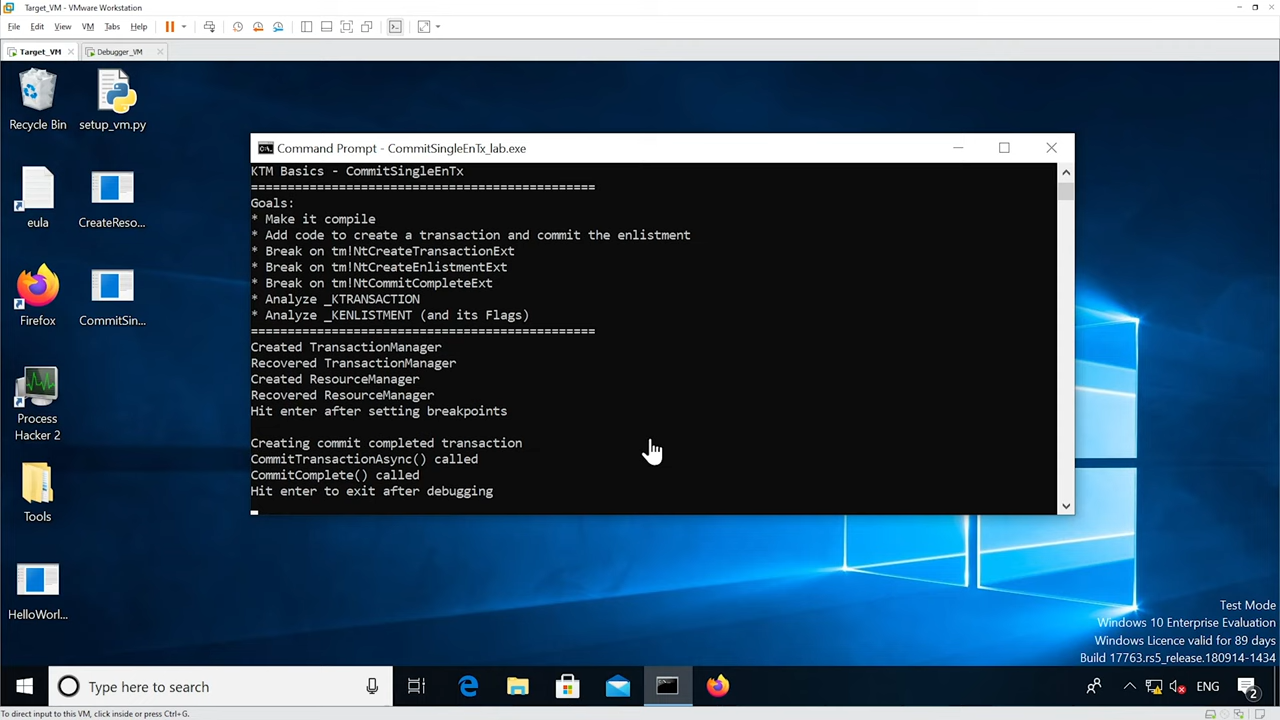 Target_VM - VMware Workstation
File Edit View VM Tabs Help
Target_VM
Debugger_VM
Recycle Bin
setup_vm.py
eula
CreateReso...
Firefox
CommitSin...
Process
Hacker 2
Tools
HelloWorl...
Command Prompt - CommitSingleEnTx_lab.exe
KTM Basics - CommitSingleEnTx
===============================================
Goals:
* Make it compile
* Add code to create a transaction and commit the enlistment
* Break on tm!NtCreateTransactionExt
* Break on tm!NtCreateEnlistmentExt
* Break on tm!NtCommitCompleteExt
* Analyze _KTRANSACTION
* Analyze _KENLISTMENT (and its Flags)
===============================================
Created TransactionManager
Recovered TransactionManager
Created ResourceManager
Recovered ResourceManager
Hit enter after setting breakpoints
Creating commit completed transaction
CommitTransactionAsync() called
CommitComplete() called
Hit enter to exit after debugging
Test Mode
Windows 10 Enterprise Evaluation
Windows Licence valid for 89 days
Build 17763.rs5_release.180914-1434
Type here to search
ENG
2
To direct input to this VM, click inside or press Ctrl+G.